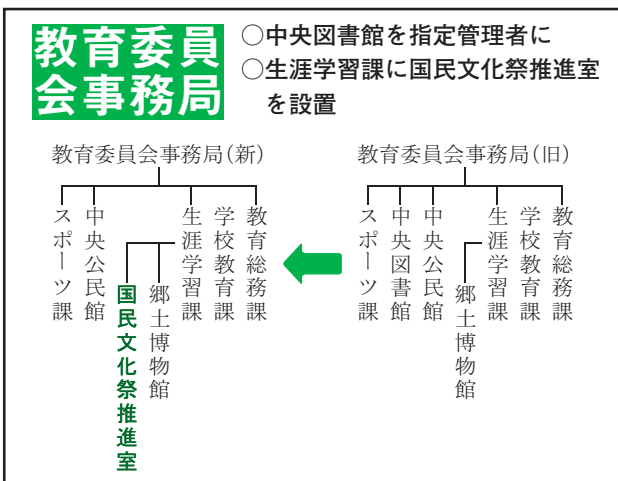 教育委員
会事務局
○中央図書館を指定管理者に
○生涯学習課に国民文化祭推進室
を設置
教育委員会事務局(新)
教育総務課
学校教育課
生涯学習課
郷土博物館
国民文化祭推進室
中央公民館
スポーツ課
教育委員会事務局(旧)
教育総務課
学校教育課
生涯学習課
郷土博物館
中央公民館
中央図書館
スポーツ課